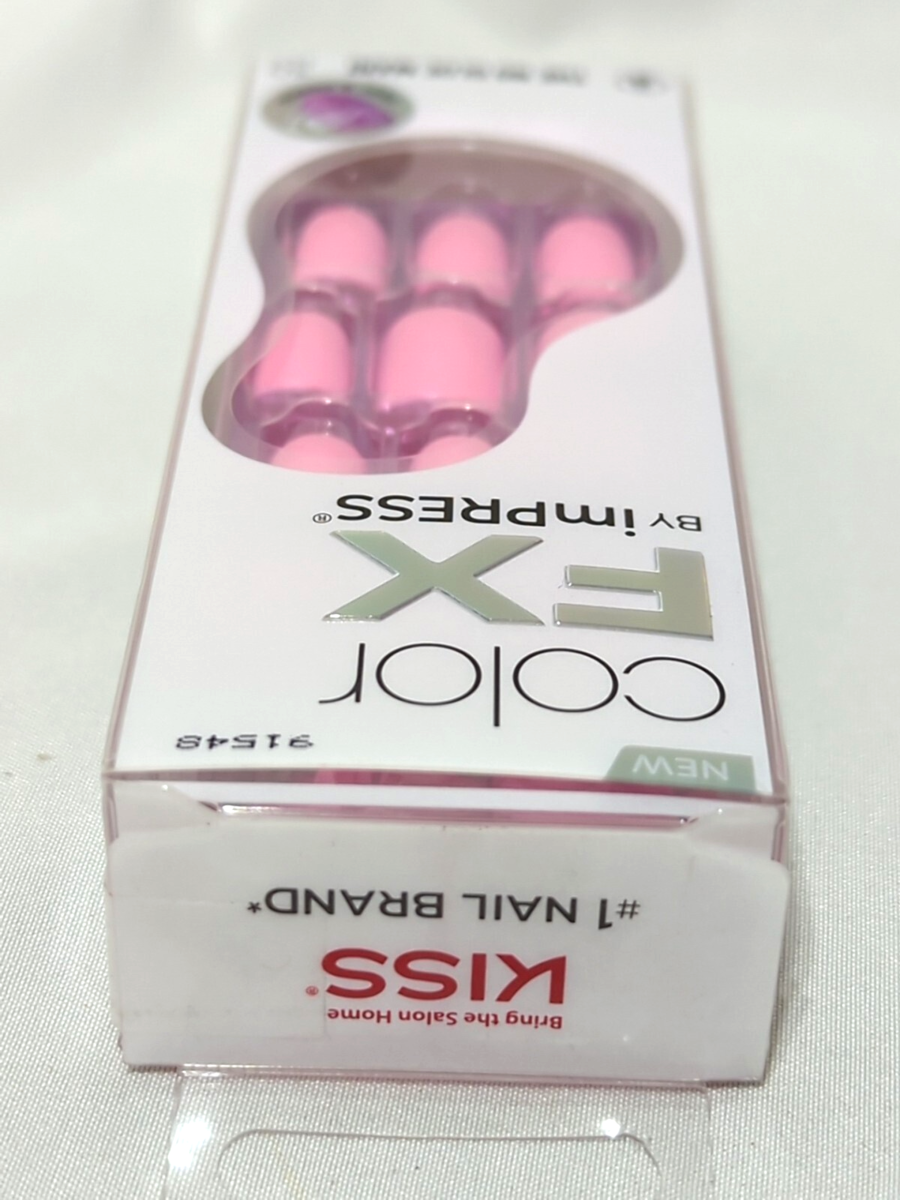 Bring the Salon Home
KISS®
#1 NAIL BRAND*
NEW
91548
color
FX
BY imPRESS®